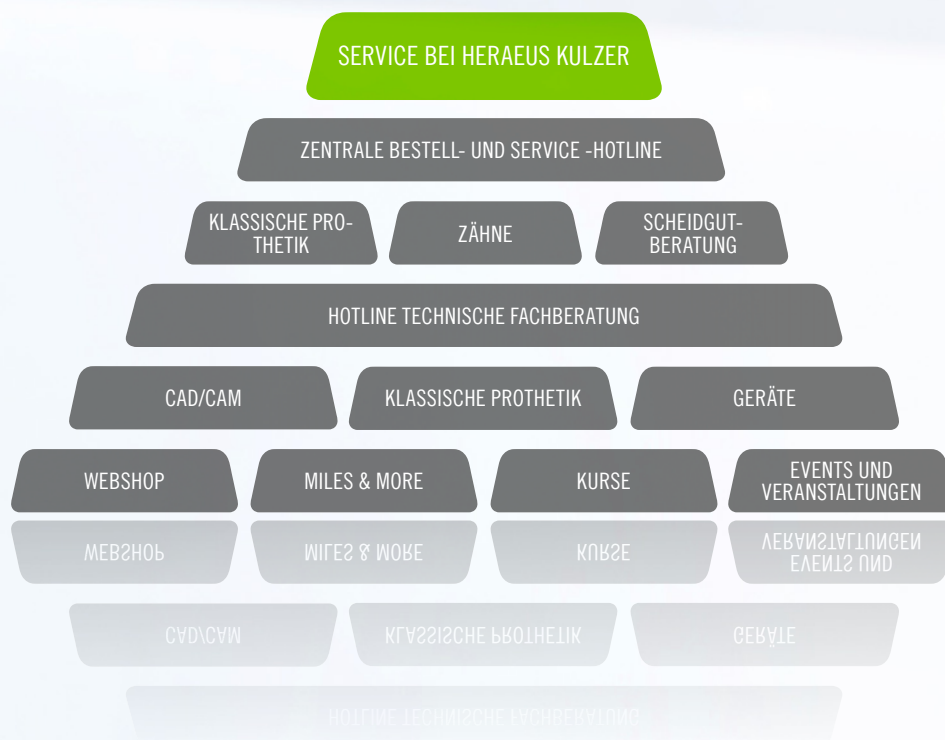 SERVICE BEI HERAEUS KULZER
ZENTRALE BESTELL- UND SERVICE -HOTLINE
KLASSISCHE PRO-
THETIK
ZÄHNE
SCHEIDGUT-
BERATUNG
HOTLINE TECHNISCHE FACHBERATUNG
CAD/CAM
KLASSISCHE PROTHETIK
GERÄTE
WEBSHOP
MILES & MORE
KURSE
EVENTS UND
VERANSTALTUNGEN